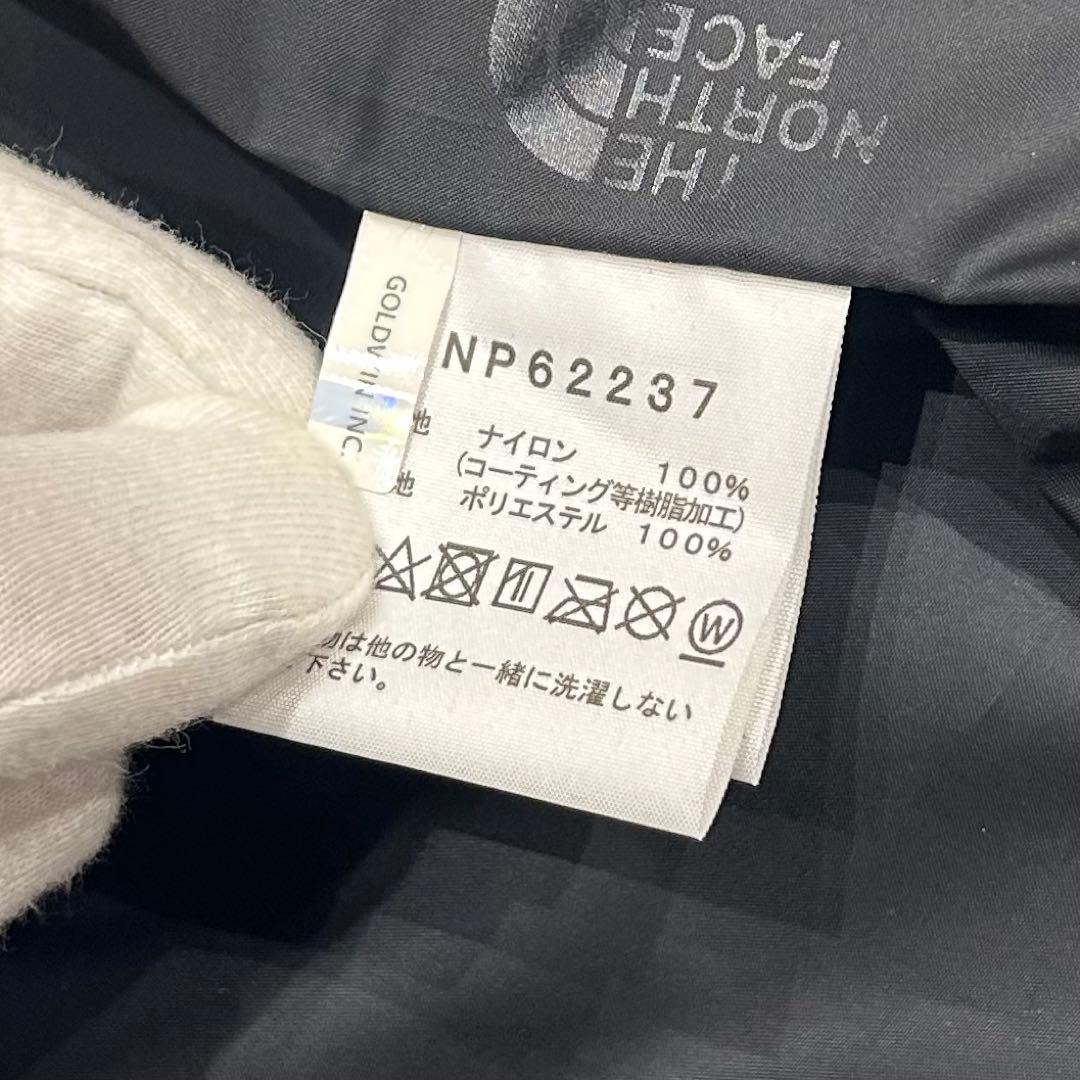 THE
NORTH
FACE
GOLDWIN INC.
NP62237
地 ナイロン 100%
(コーティング等樹脂加工)
地 ポリエステル 100%
W
物は他の物と一緒に洗濯しない
下さい。